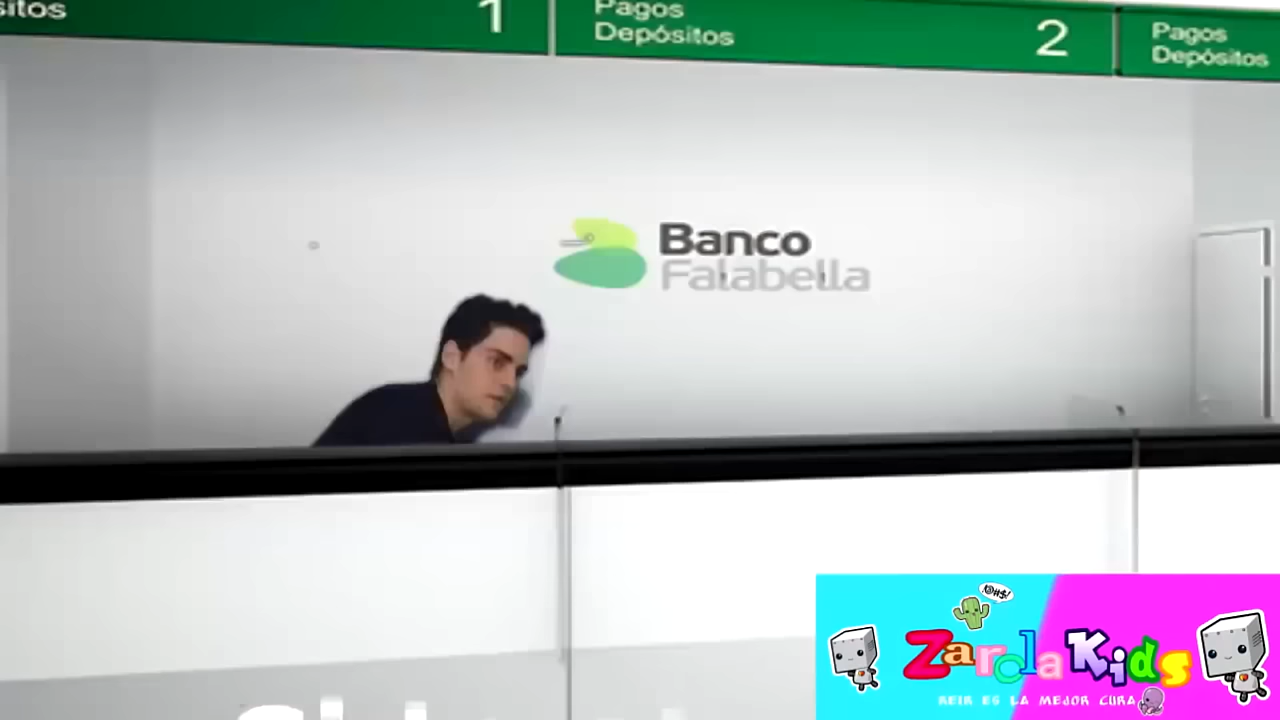 sitos
1
Pagos
Depósitos
2
Pagos
Depósitos
Banco
Falabella
@#$!
Zarcla Kids
REIR ES LA MEJOR CURA